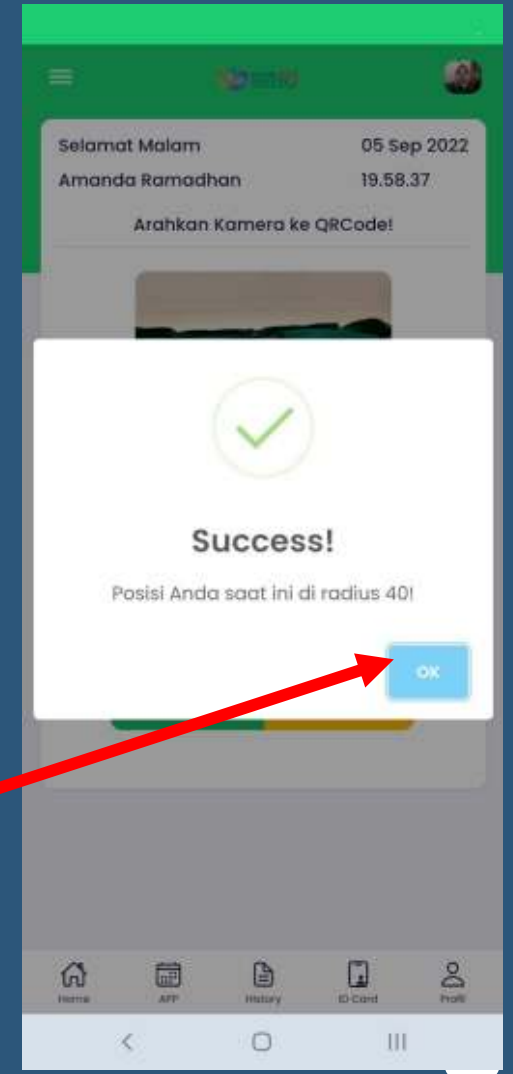 Selamat Malam 05 Sep 2022
Amanda Ramadhan 19.58.37
Arahkan Kamera ke QRCode!
Success!
Posisi Anda saat ini di radius 40!
OK
Home APP History ID Card Profil